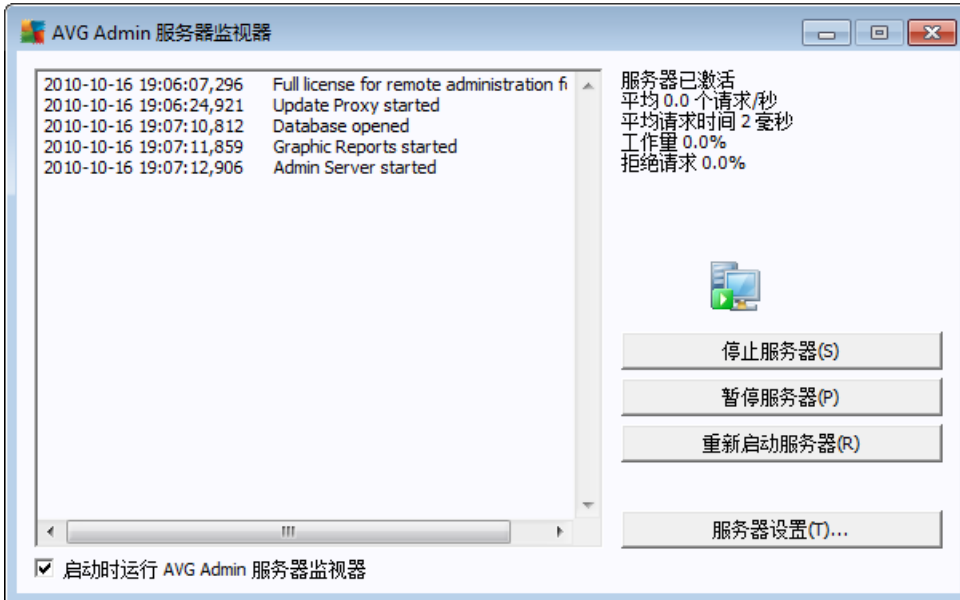 AVG Admin 服务器监视器
2010-10-16 19:06:07,296 Full license for remote administration
2010-10-16 19:06:24,921 Update Proxy started
2010-10-16 19:07:10,812 Database opened
2010-10-16 19:07:11,859 Graphic Reports started
2010-10-16 19:07:12,906 Admin Server started
服务器已激活
平均 0.0 个请求/秒
平均请求时间 2 毫秒
工作量 0.0%
拒绝请求 0.0%
停止服务器(S)
暂停服务器(P)
重新启动服务器(R)
服务器设置(T)...
启动时运行 AVG Admin 服务器监视器